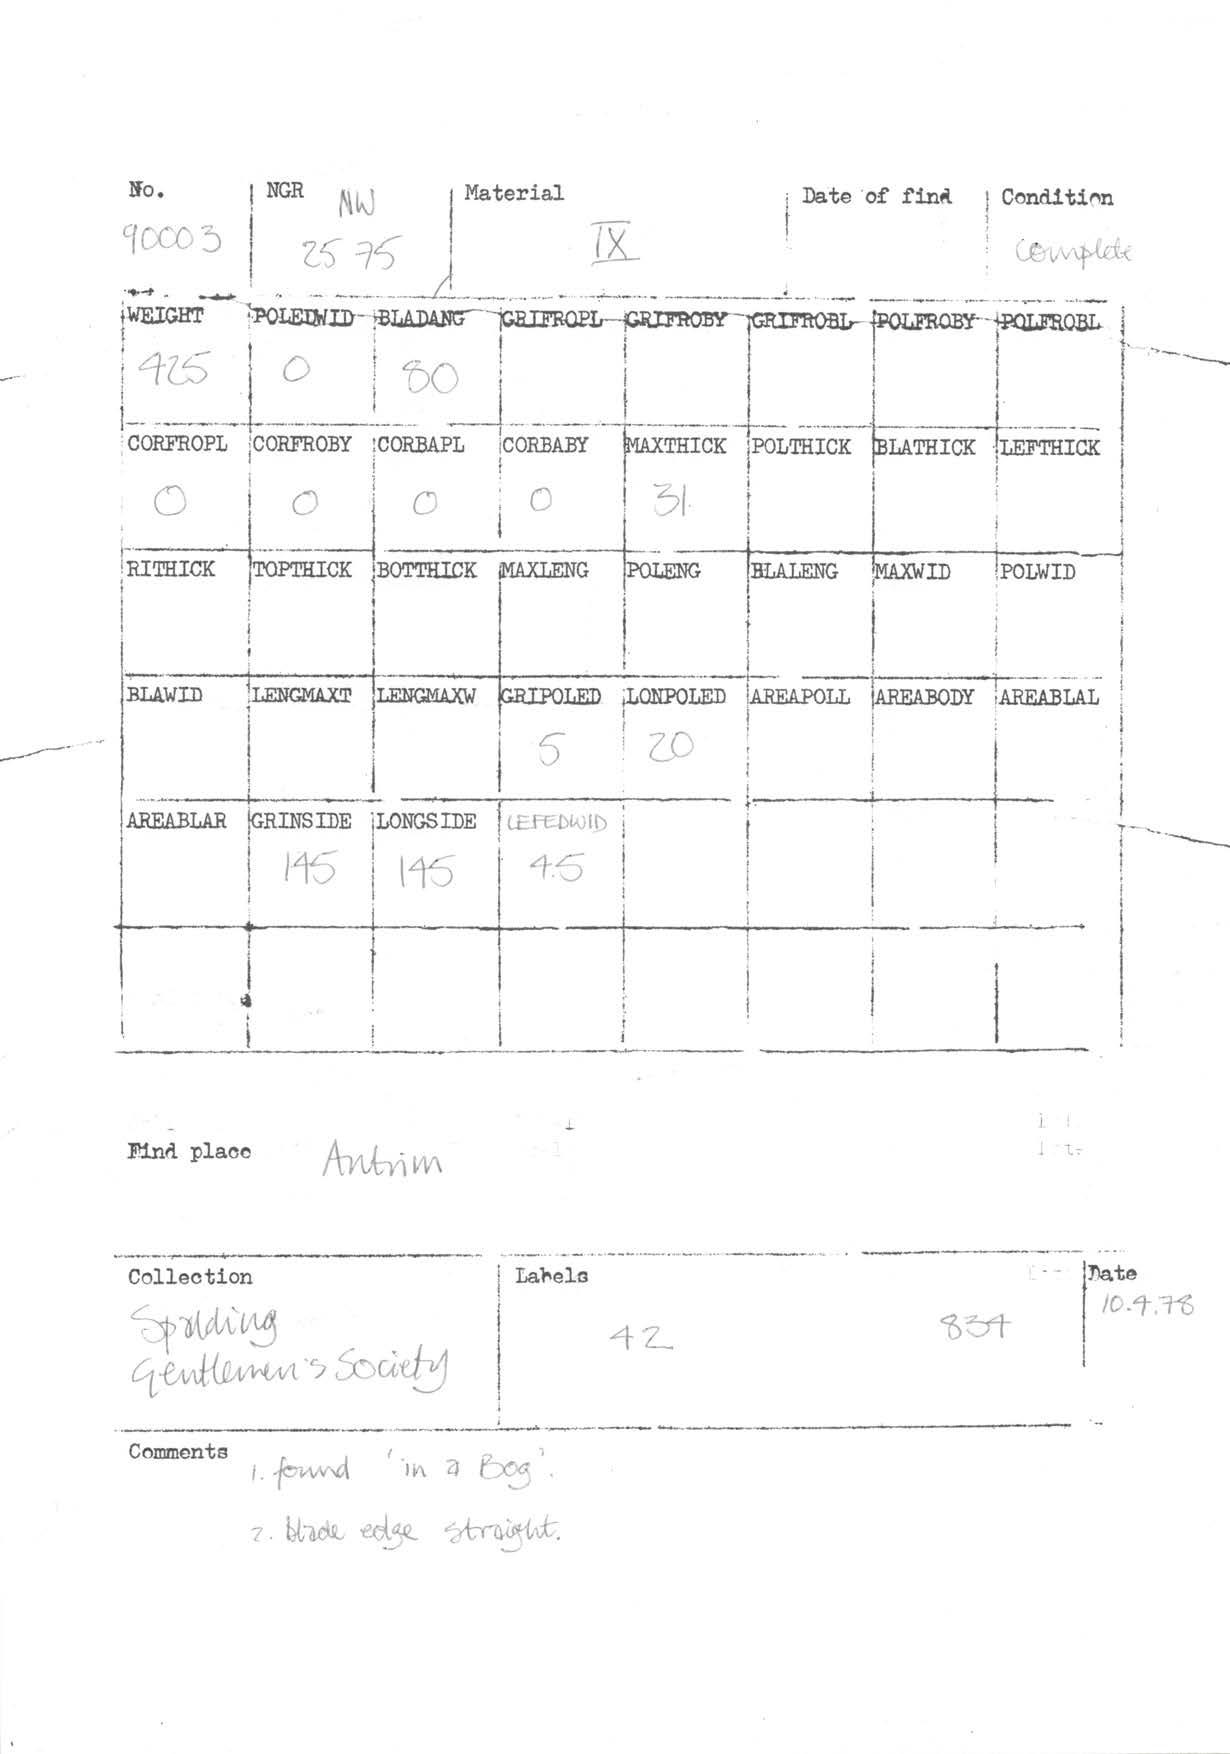 No. NGR Material Date of find Condition
NW
90003 25 75 IX Complete
WEIGHT POLEDWID BLADANG GRIFROPL GRIFROBY GRIFROBL POLFROBY POLFROBL
425 0 80
CORFROPL CORFROBY CORBAPL CORBABY MAXTHICK POLTHICK BLATHICK LEFTHICK
0 0 0 0 31
RITHICK TOPTHICK BOTTHICK MAXLENG POLENG BLALENG MAXWID POLWID
BLAWID LENGMAXT LENGMAXW GRIPOLED LONPOLED AREAPOLL AREABODY AREABLAL
5 20
AREABLAR GRINSIDE LONGSIDE LEFEDWID
145 145 4.5
Find place Antrim
Collection Labels Date
Spalding 42 834 10.4.78
Gentlemen's Society
Comments
1. found 'in a Bog'.
2. blade edge straight.